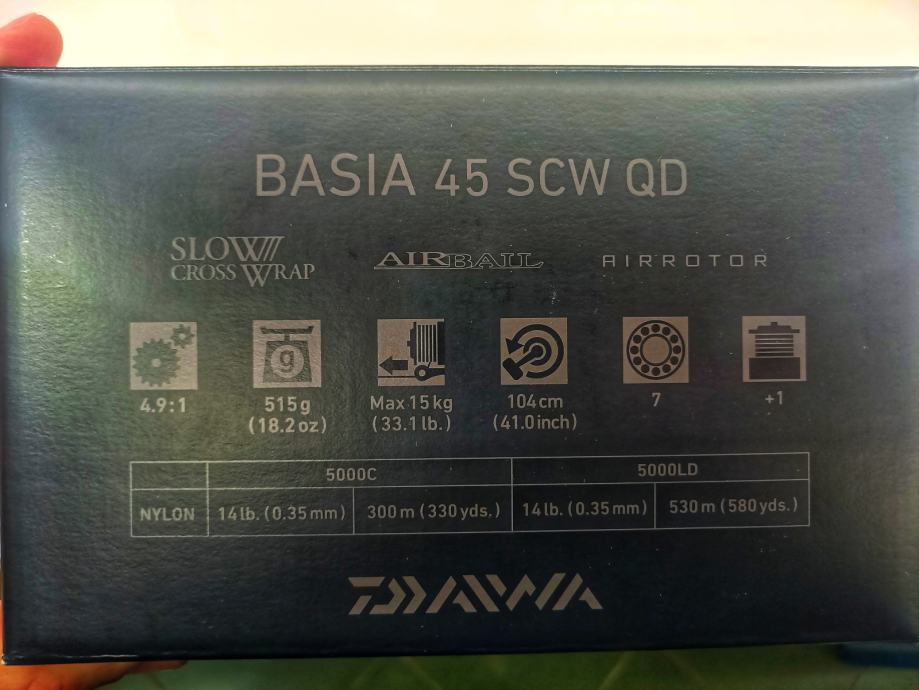 BASIA 45 SCW QD
SLOW CROSS WRAP AIRBAIL AIRROTOR
g
4.9:1 515g (18.2oz) Max 15kg (33.1lb.) 104cm (41.0inch) 7 +1
5000C 5000LD
NYLON 14lb. (0.35mm) 300m (330yds.) 14lb. (0.35mm) 530m (580yds.)
DAIWA